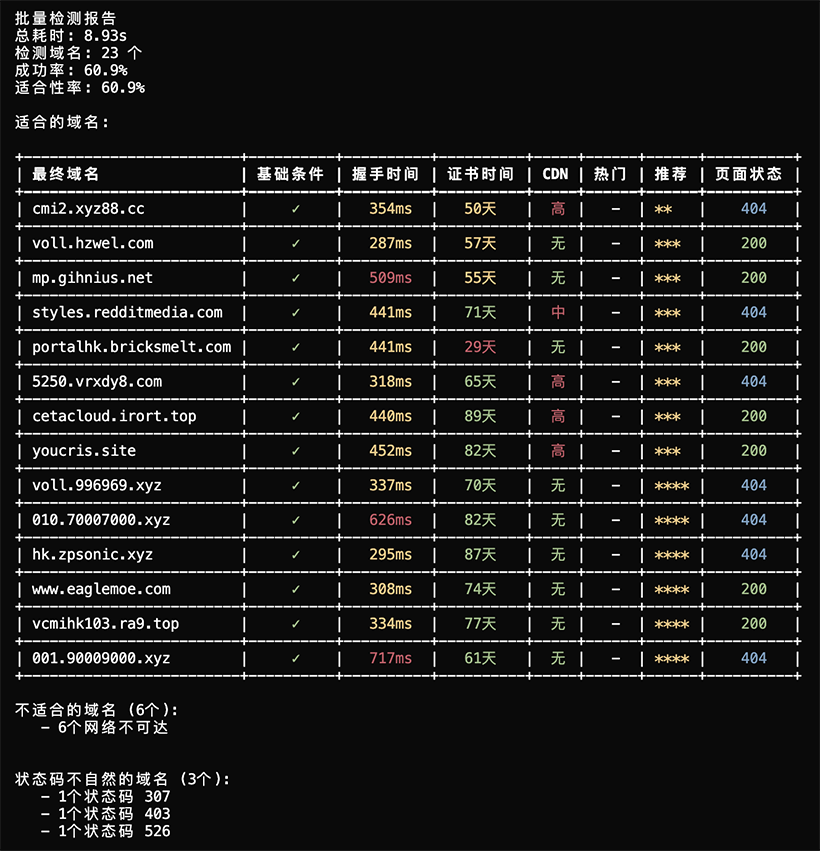 批量检测报告
总耗时: 8.93s
检测域名: 23 个
成功率: 60.9%
适合性率: 60.9%
适合的域名:
| 最终域名 | 基础条件 | 握手时间 | 证书时间 | CDN | 热门 | 推荐 | 页面状态 |
| cmi2.xyz88.cc | ✓ | 354ms | 50天 | 高 | - | ** | 404 |
| voll.hzwel.com | ✓ | 287ms | 57天 | 无 | - | *** | 200 |
| mp.gihnius.net | ✓ | 509ms | 55天 | 无 | - | *** | 200 |
| styles.redditmedia.com | ✓ | 441ms | 71天 | 中 | - | *** | 404 |
| portalhk.bricksmelt.com | ✓ | 441ms | 29天 | 无 | - | *** | 200 |
| 5250.vrxdy8.com | ✓ | 318ms | 65天 | 高 | - | *** | 404 |
| cetacloud.irort.top | ✓ | 440ms | 89天 | 高 | - | *** | 200 |
| youcris.site | ✓ | 452ms | 82天 | 高 | - | *** | 200 |
| voll.996969.xyz | ✓ | 337ms | 70天 | 无 | - | **** | 404 |
| 010.70007000.xyz | ✓ | 626ms | 82天 | 无 | - | **** | 404 |
| hk.zpsonic.xyz | ✓ | 295ms | 87天 | 无 | - | **** | 404 |
| www.eaglemoe.com | ✓ | 308ms | 74天 | 无 | - | **** | 200 |
| vcmihk103.ra9.top | ✓ | 334ms | 77天 | 无 | - | **** | 200 |
| 001.90009000.xyz | ✓ | 717ms | 61天 | 无 | - | **** | 404 |
不适合的域名 (6个):
- 6个网络不可达
状态码不自然的域名 (3个):
- 1个状态码 307
- 1个状态码 403
- 1个状态码 526